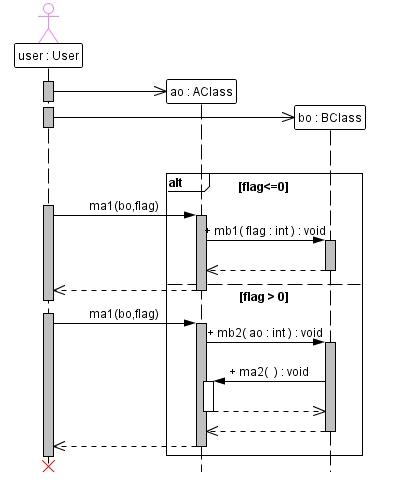 user : User
ao : AClass
bo : BClass
alt
[flag<=0]
ma1(bo,flag)
+ mb1( flag : int ) : void
[flag > 0]
ma1(bo,flag)
+ mb2( ao : int ) : void
+ ma2( ) : void